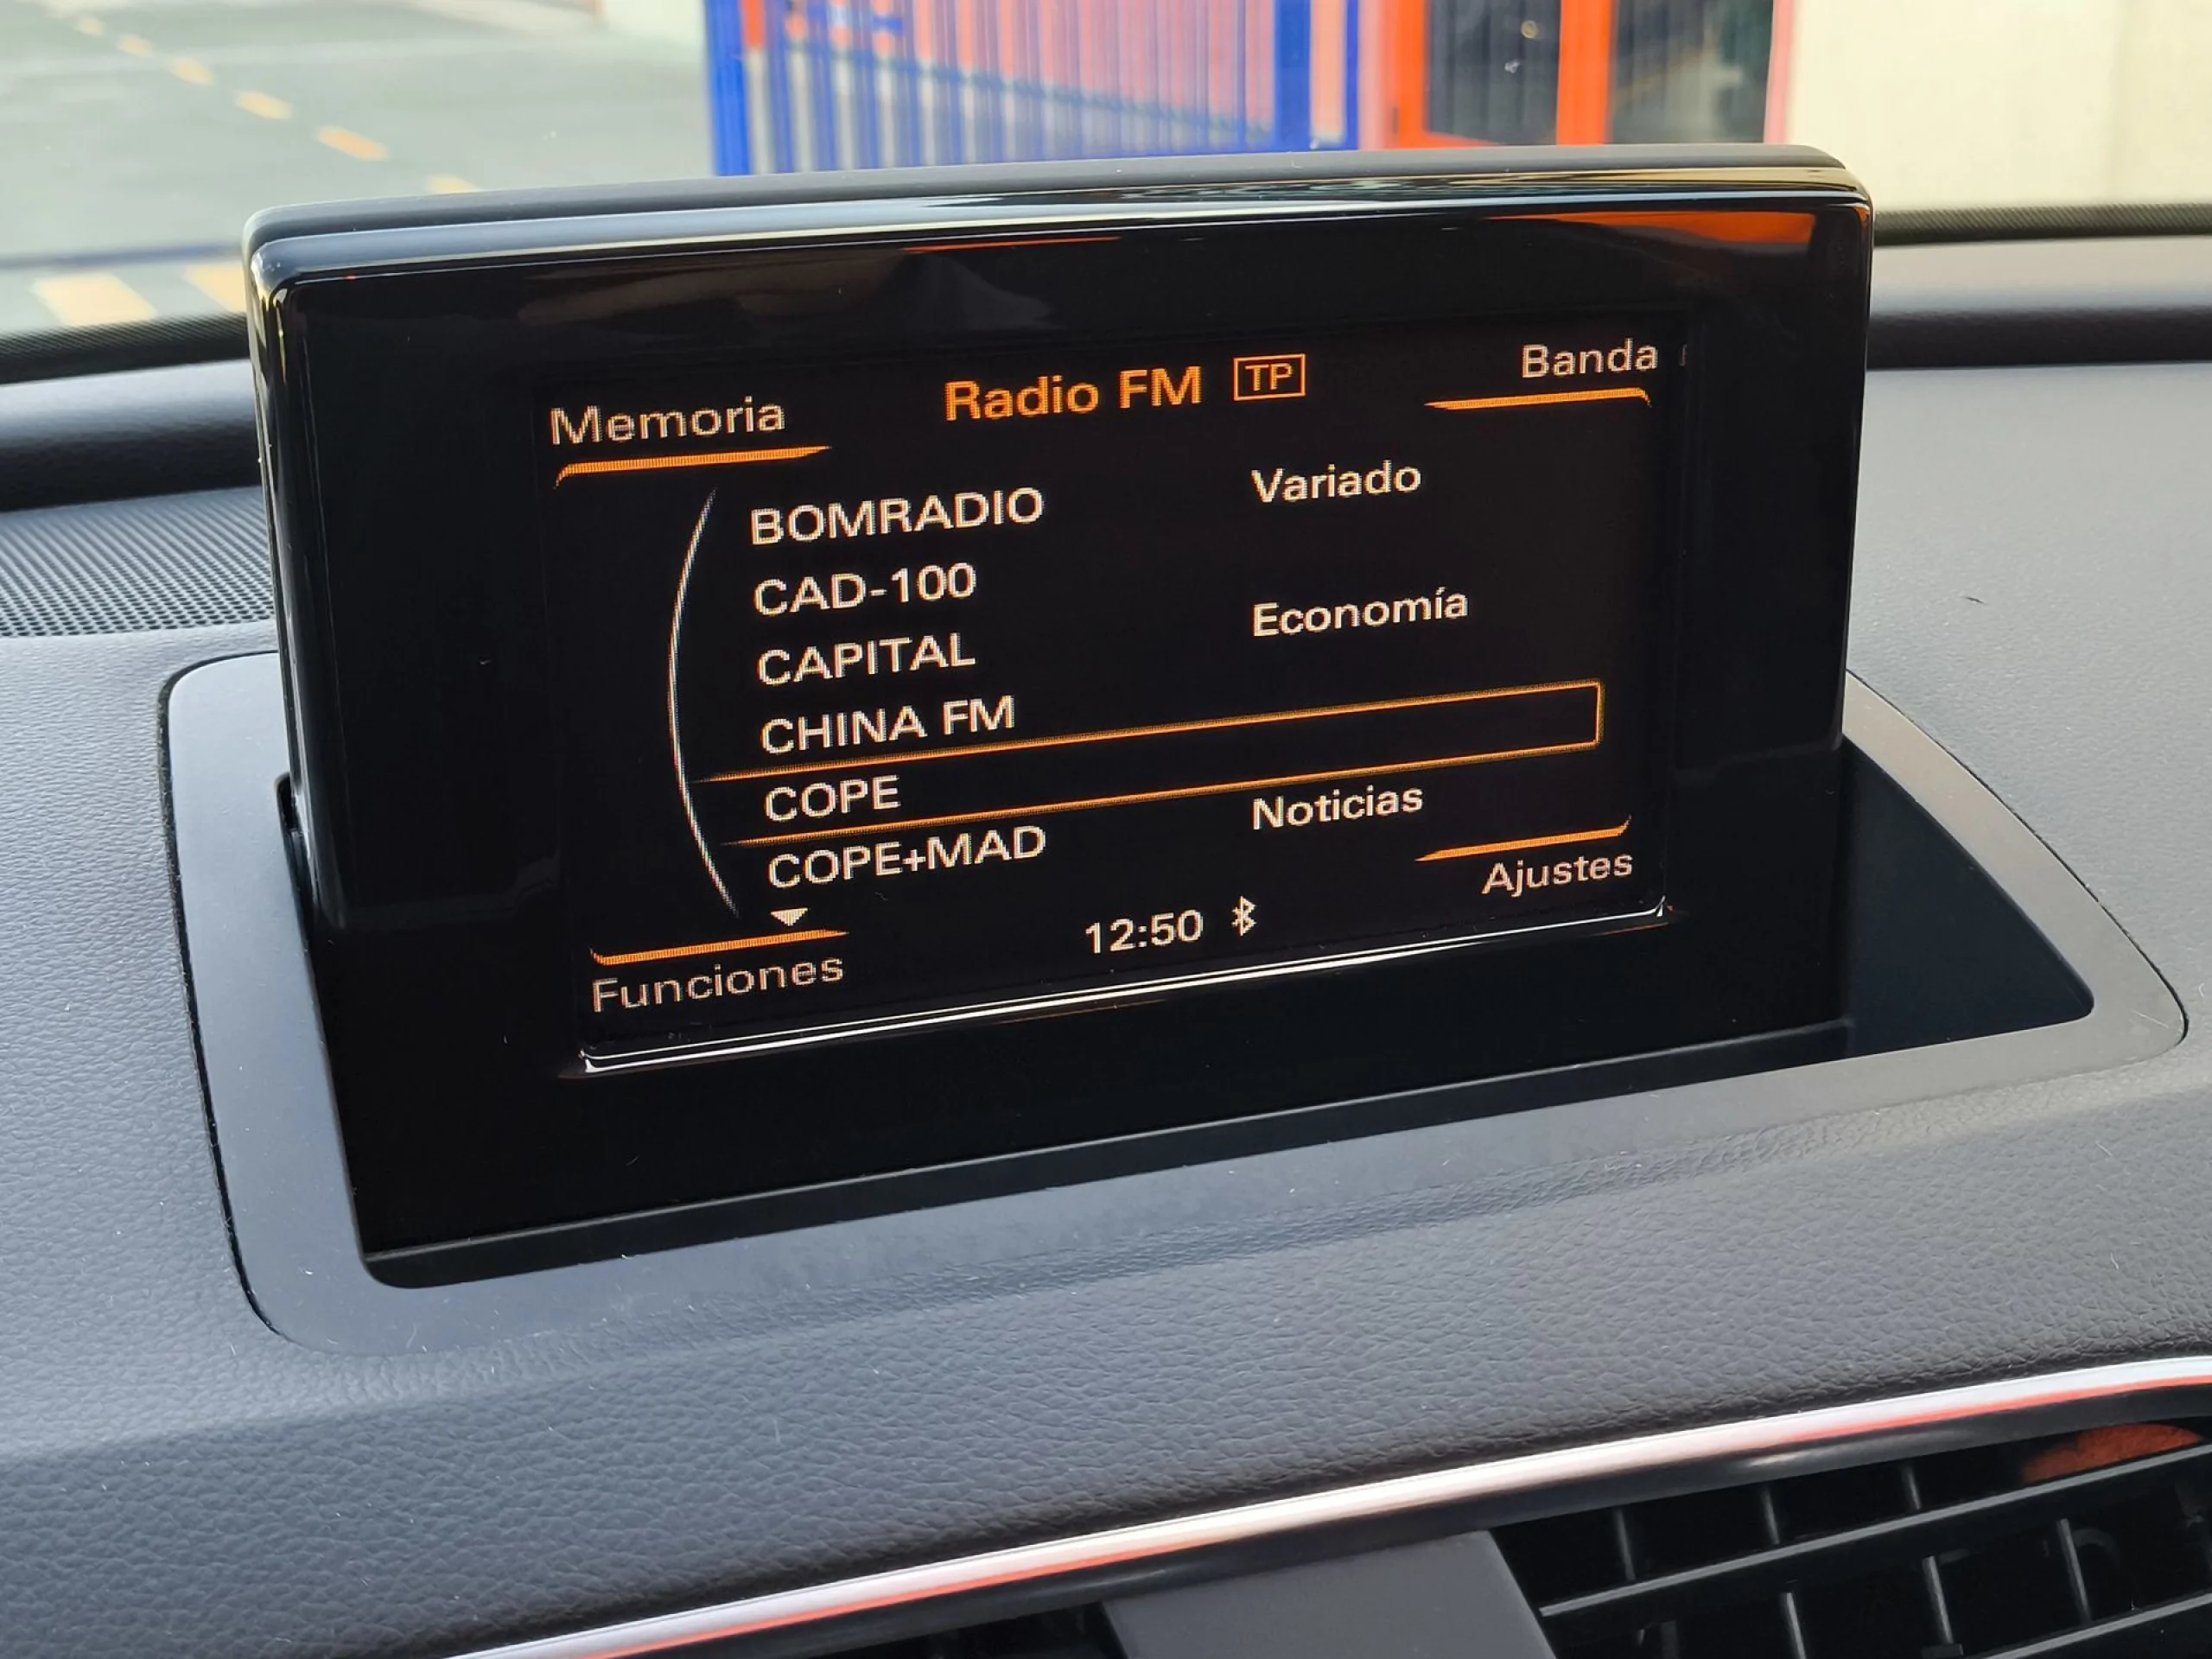 Memoria
Radio FM TP
Banda
BOMRADIO Variado
CAD-100
CAPITAL Economía
CHINA FM
COPE
COPE+MAD Noticias
Funciones
12:50
Ajustes